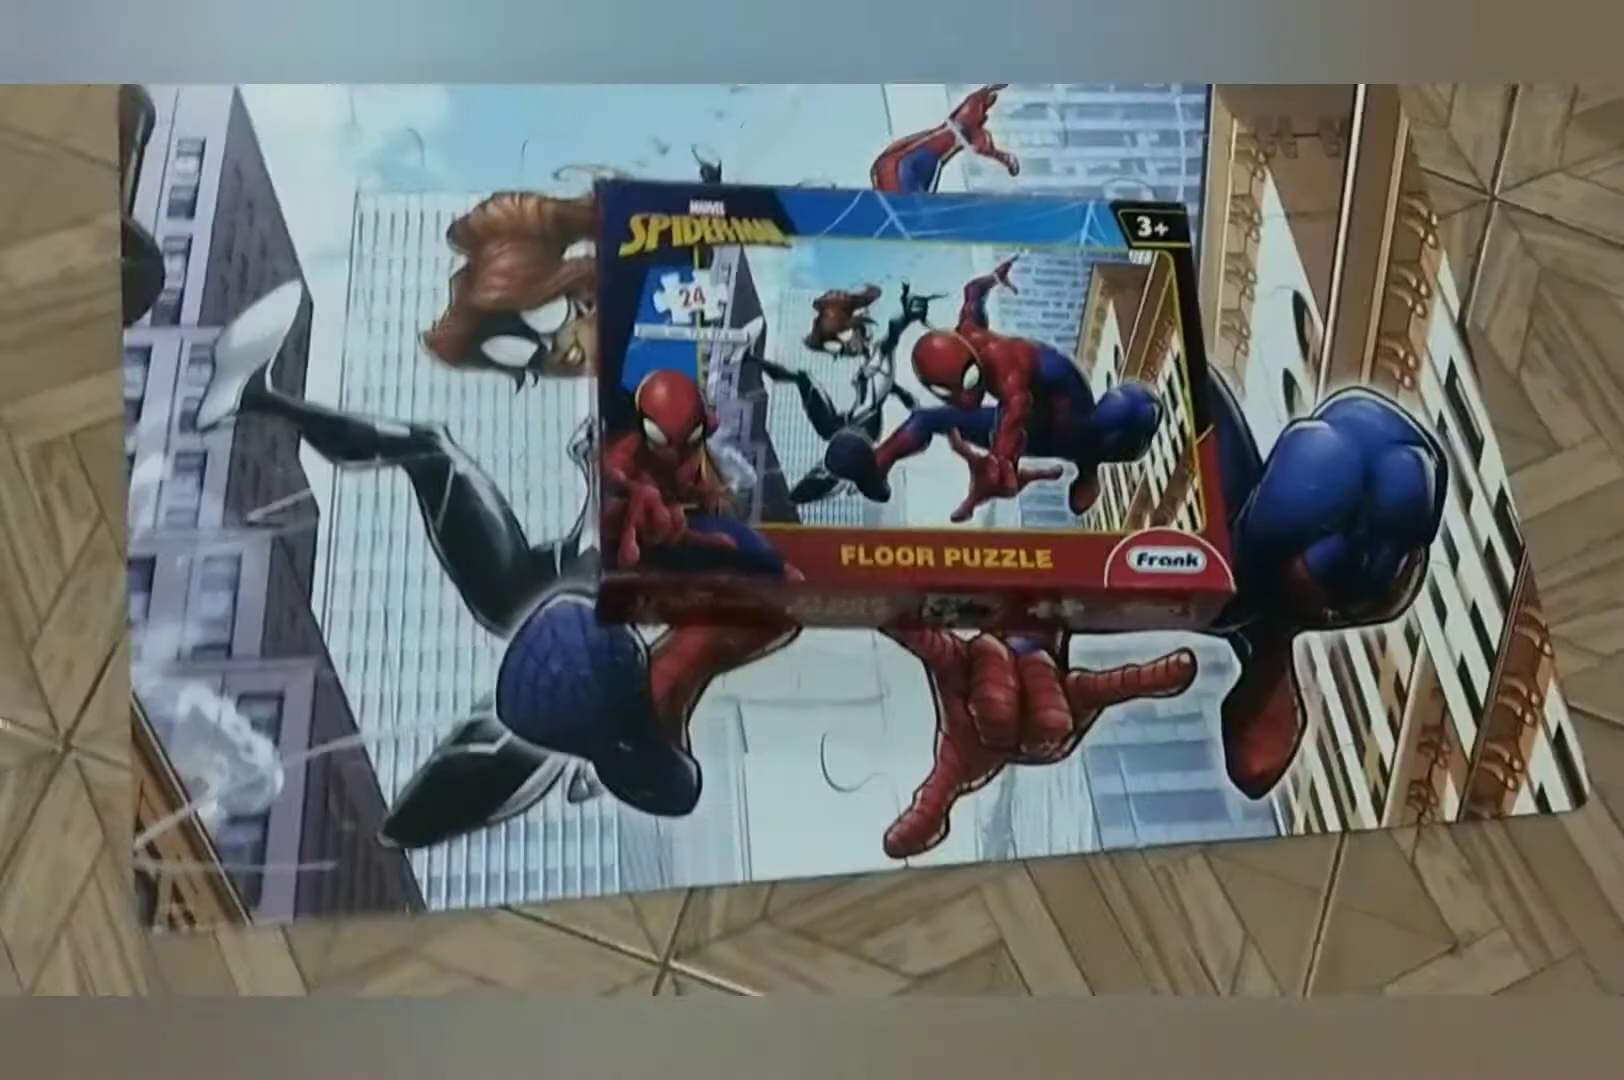 MARVEL
SPIDER-MAN
3+
24
FLOOR PUZZLE
Frank